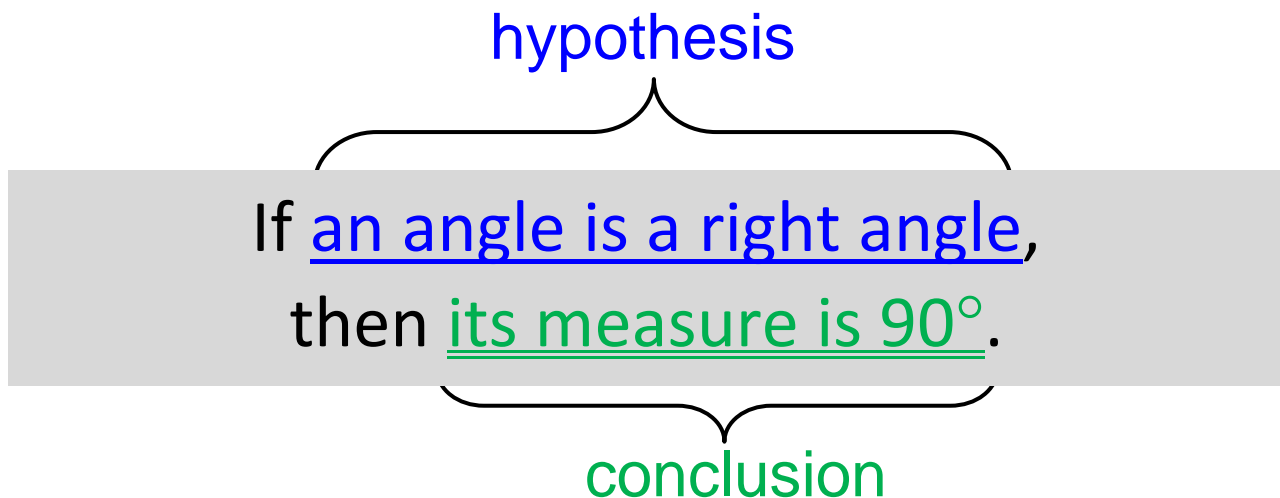 hypothesis
If an angle is a right angle,
then its measure is 90°.
conclusion